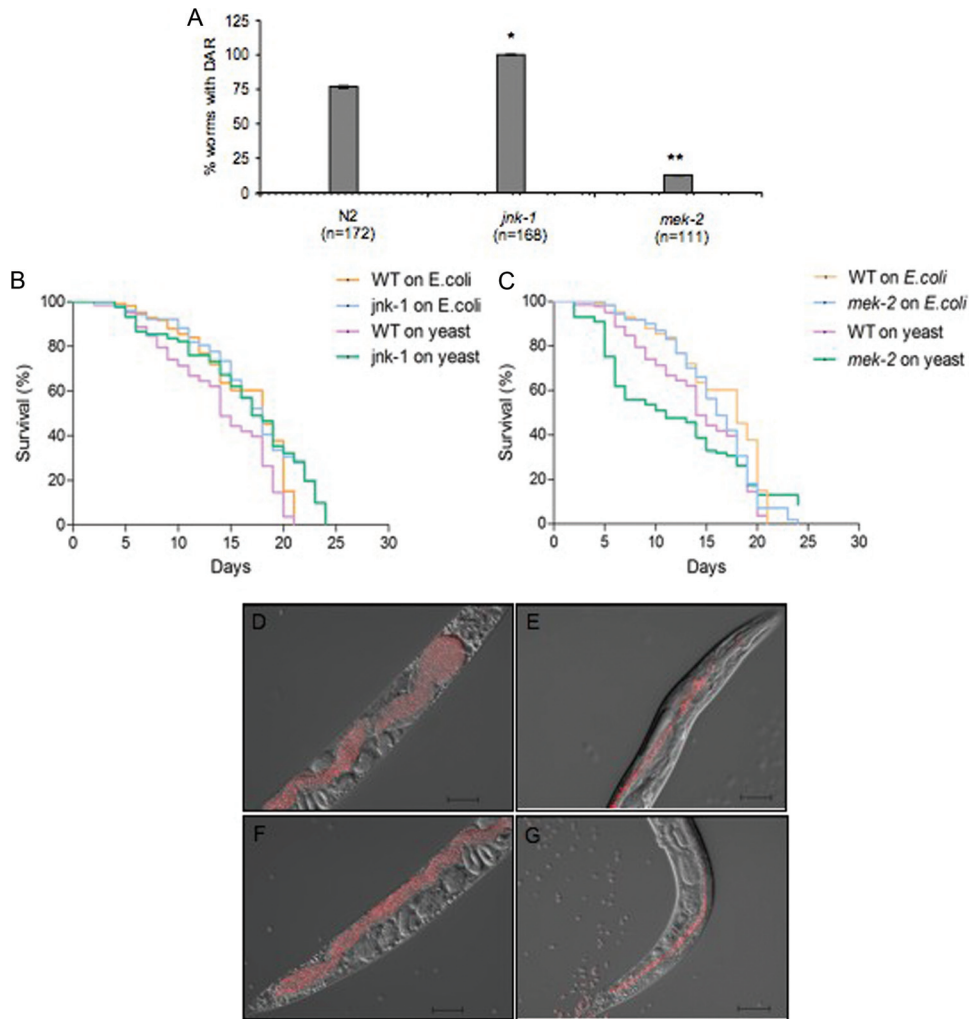 A
125
100
75
50
25
0
% worms with DAR
*
**
N2
(n=172)
jnk-1
(n=168)
mek-2
(n=111)
B
WT on E.coli
jnk-1 on E.coli
WT on yeast
jnk-1 on yeast
100
80
60
40
20
0
Survival (%)
0 5 10 15 20 25 30
Days
C
WT on E.coli
mek-2 on E.coli
WT on yeast
mek-2 on yeast
100
80
60
40
20
0
Survival (%)
0 5 10 15 20 25 30
Days
D
E
F
G